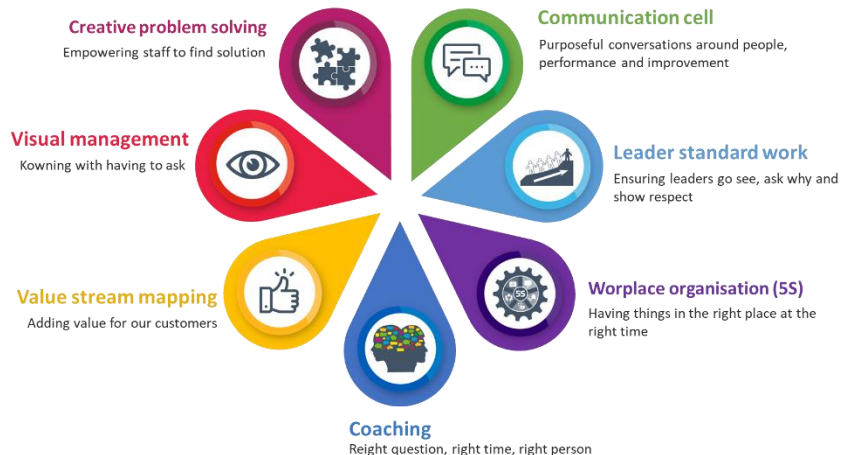 Creative problem solving
Empowering staff to find solution
Communication cell
Purposeful conversations around people,
performance and improvement
Visual management
Kowning with having to ask
Leader standard work
Ensuring leaders go see, ask why and
show respect
Value stream mapping
Adding value for our customers
5S
Worplace organisation (5S)
Having things in the right place at the
right time
Coaching
Reight question, right time, right person